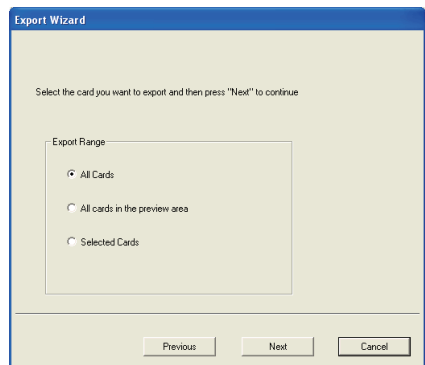 Export Wizard
Select the card you want to export and then press "Next" to continue
Export Range
All Cards
All cards in the preview area
Selected Cards
Previous Next Cancel